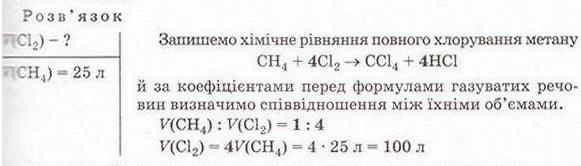 Розв’язок
(Cl₂) – ?
(CH₄) = 25 л
Запишемо хімічне рівняння повного хлорування метану
CH₄ + 4Cl₂ → CCl₄ + 4HCl
й за коефіцієнтами перед формулами газуватих речо-
вин визначимо співвідношення між їхніми об’ємами.
V(CH₄) : V(Cl₂) = 1 : 4
V(Cl₂) = 4V(CH₄) = 4 · 25 л = 100 л